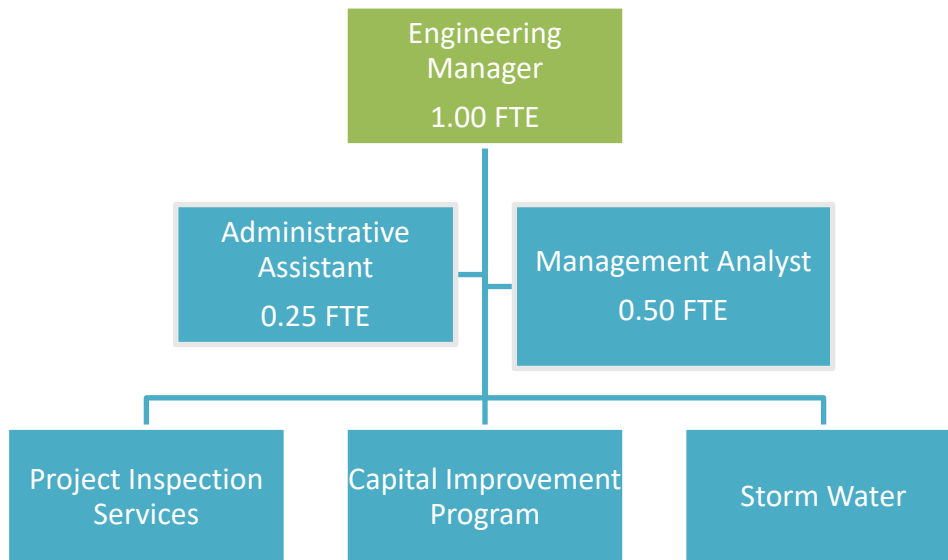 Engineering
Manager
1.00 FTE
Administrative
Assistant
0.25 FTE
Management Analyst
0.50 FTE
Project Inspection
Services
Capital Improvement
Program
Storm Water